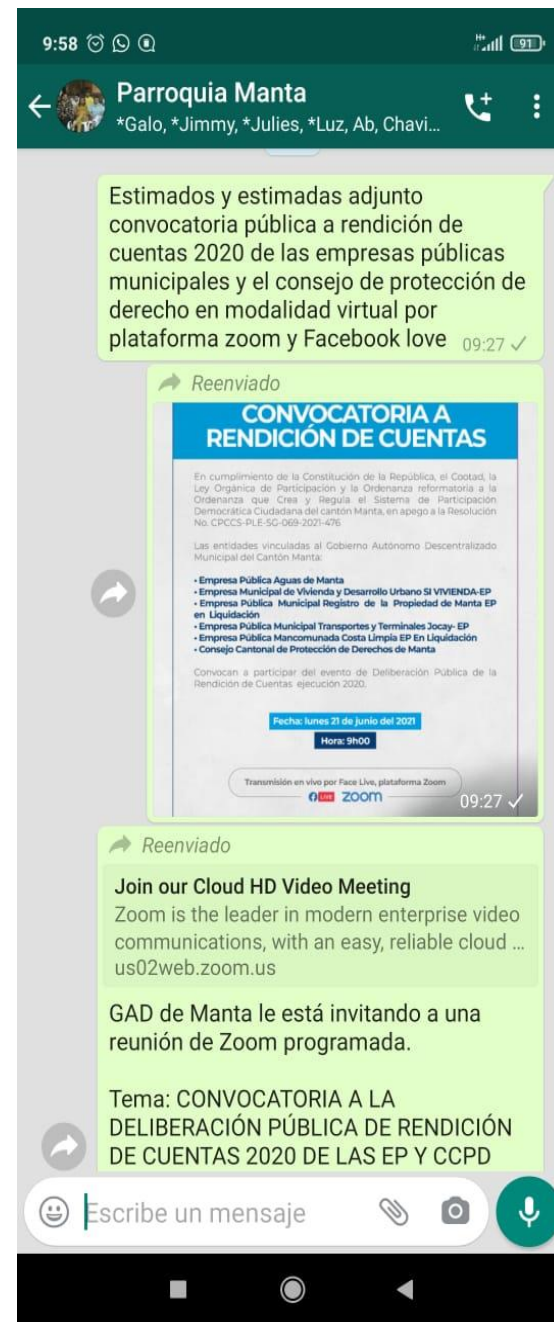 9:58
91
Parroquia Manta
*Galo, *Jimmy, *Julies, *Luz, Ab, Chavi...
Estimados y estimadas adjunto
convocatoria pública a rendición de
cuentas 2020 de las empresas públicas
municipales y el consejo de protección de
derecho en modalidad virtual por
plataforma zoom y Facebook love 09:27
Reenviado
CONVOCATORIA A
RENDICIÓN DE CUENTAS
En cumplimiento de la Constitución de la República, el Cootad, la
Ley Orgánica de Participación y la Ordenanza reformatoria a la
Ordenanza que Crea y Regula el Sistema de Participación
Democrática Ciudadana del cantón Manta, en apego a la Resolución
No. CPCCS-PLE-SG-069-2021-476
Las entidades vinculadas al Gobierno Autónomo Descentralizado
Municipal del Cantón Manta:
• Empresa Pública Aguas de Manta
• Empresa Municipal de Vivienda y Desarrollo Urbano SI VIVIENDA-EP
• Empresa Pública Municipal Registro de la Propiedad de Manta EP
en Liquidación
• Empresa Pública Municipal Transportes y Terminales Jocay- EP
• Empresa Pública Mancomunada Costa Limpia EP En Liquidación
• Consejo Cantonal de Protección de Derechos de Manta
Convocan a participar del evento de Deliberación Pública de la
Rendición de Cuentas ejecución 2020.
Fecha: lunes 21 de junio del 2021
Hora: 9h00
Transmisión en vivo por Face Live, plataforma Zoom
LIVE zoom
09:27
Reenviado
Join our Cloud HD Video Meeting
Zoom is the leader in modern enterprise video
communications, with an easy, reliable cloud ...
us02web.zoom.us
GAD de Manta le está invitando a una
reunión de Zoom programada.
Tema: CONVOCATORIA A LA
DELIBERACIÓN PÚBLICA DE RENDICIÓN
DE CUENTAS 2020 DE LAS EP Y CCPD
Escribe un mensaje